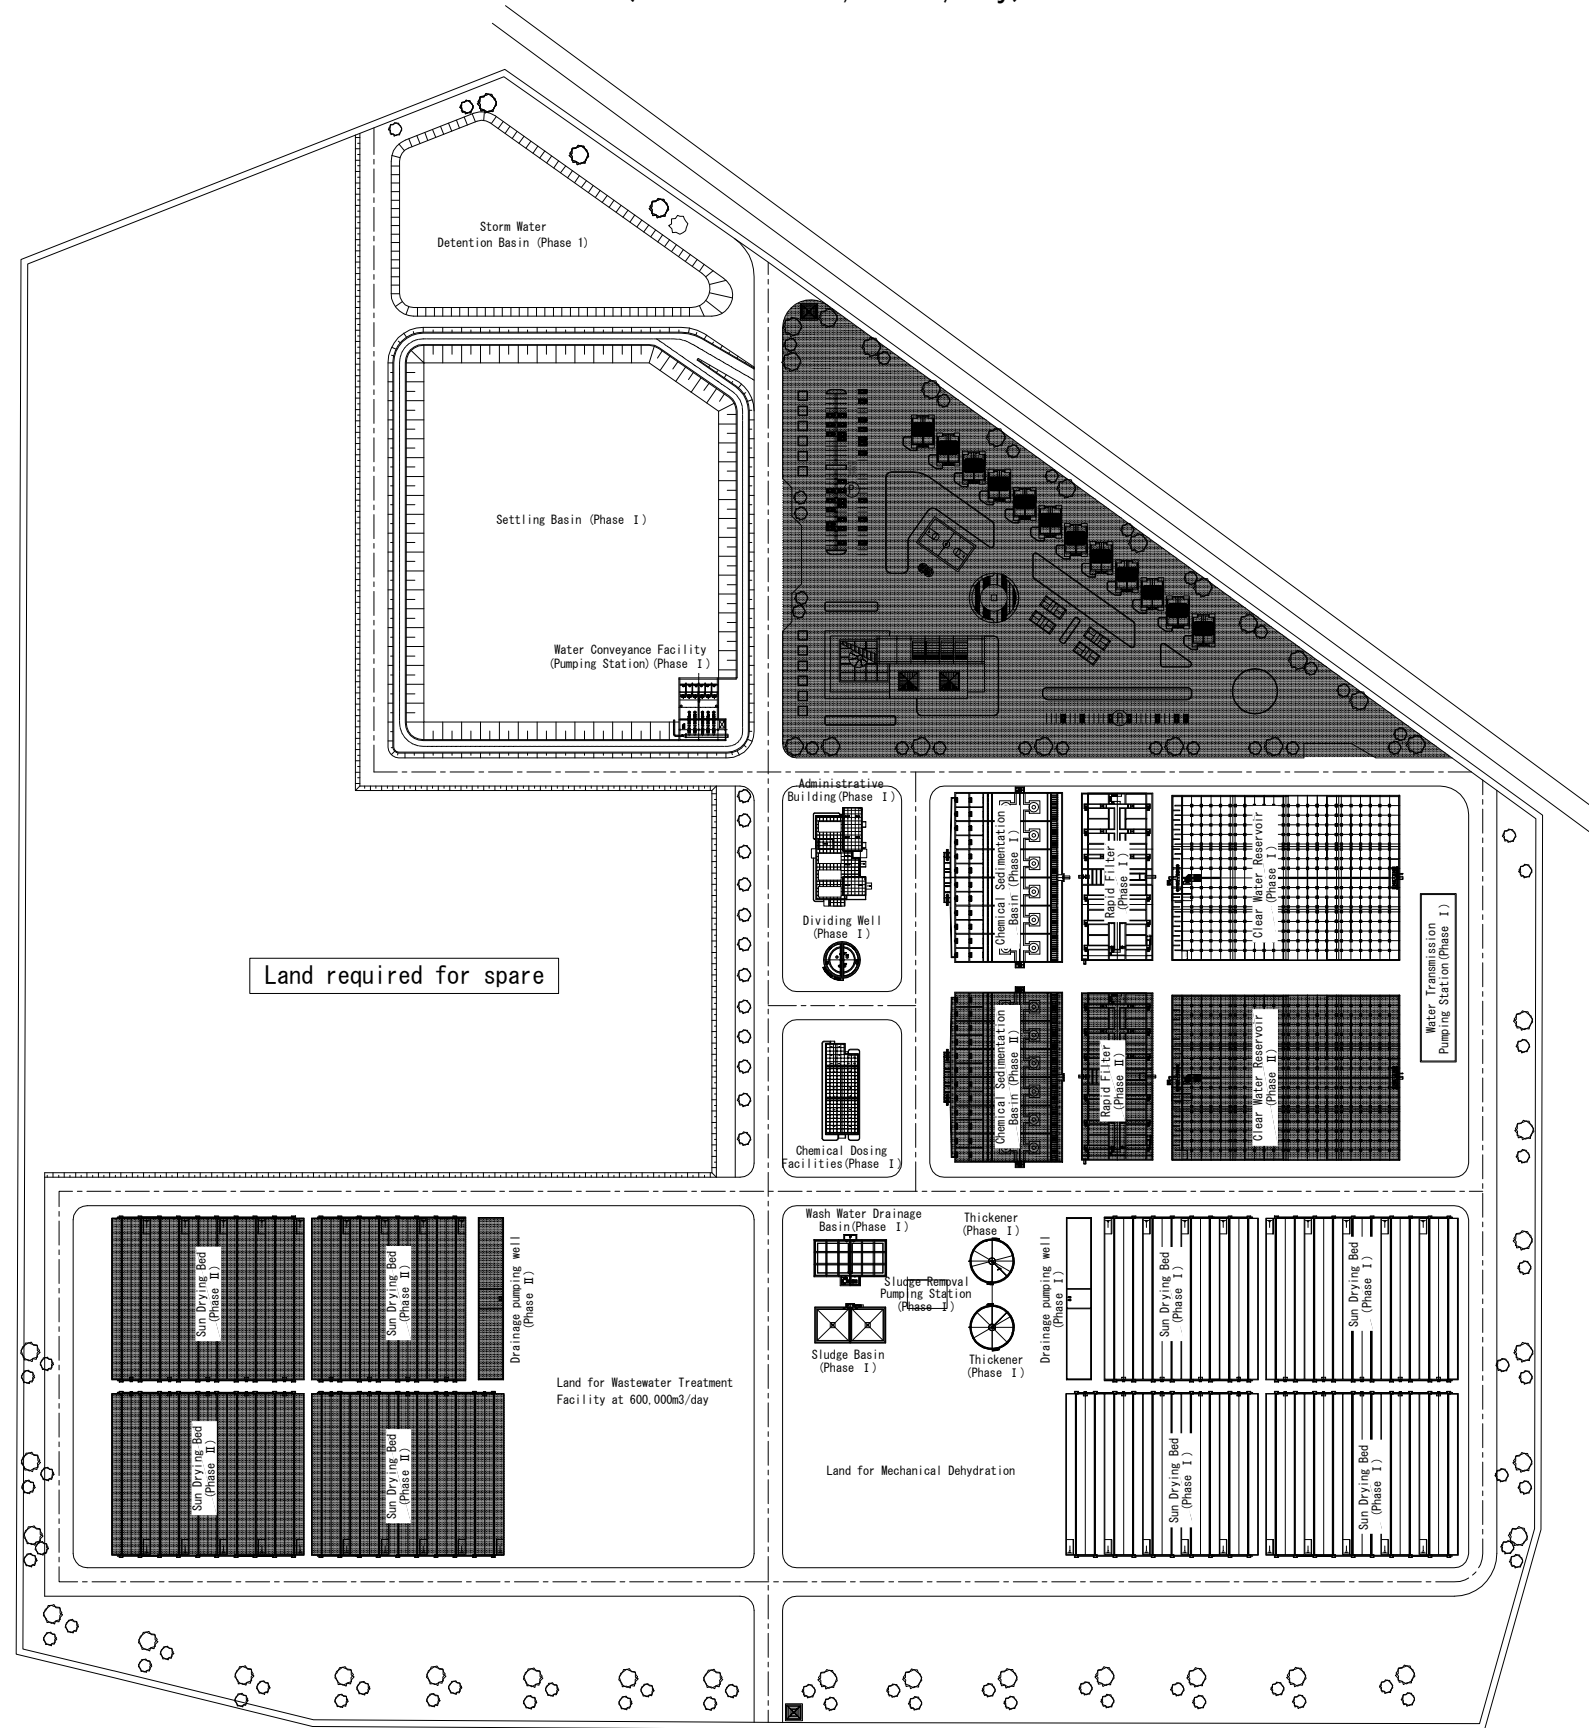 Storm Water
Detention Basin (Phase 1)
Settling Basin (Phase Ⅰ)
Water Conveyance Facility
(Pumping Station)(Phase Ⅰ)
Administrative
Building(Phase Ⅰ)
Dividing Well
(Phase Ⅰ)
Chemical Sedimentation
Basin (Phase Ⅰ)
Rapid Filter
(Phase Ⅰ)
Clear Water Reservoir
(Phase Ⅰ)
Water Transmission
Pumping Station(Phase Ⅰ)
Land required for spare
Chemical Sedimentation
Basin (Phase Ⅱ)
Rapid Filter
(Phase Ⅱ)
Clear Water Reservoir
(Phase Ⅱ)
Chemical Dosing
Facilities(Phase Ⅰ)
Sun Drying Bed
(Phase Ⅱ)
Sun Drying Bed
(Phase Ⅱ)
Drainage pumping well
(Phase Ⅱ)
Wash Water Drainage
Basin(Phase Ⅰ)
Thickener
(Phase Ⅰ)
Sludge Removal
Pumping Station
(Phase Ⅰ)
Sludge Basin
(Phase Ⅰ)
Thickener
(Phase Ⅰ)
Drainage pumping well
(Phase Ⅰ)
Sun Drying Bed
(Phase Ⅰ)
Sun Drying Bed
(Phase Ⅰ)
Land for Wastewater Treatment
Facility at 600,000m3/day
Sun Drying Bed
(Phase Ⅱ)
Sun Drying Bed
(Phase Ⅱ)
Land for Mechanical Dehydration
Sun Drying Bed
(Phase Ⅰ)
Sun Drying Bed
(Phase Ⅰ)